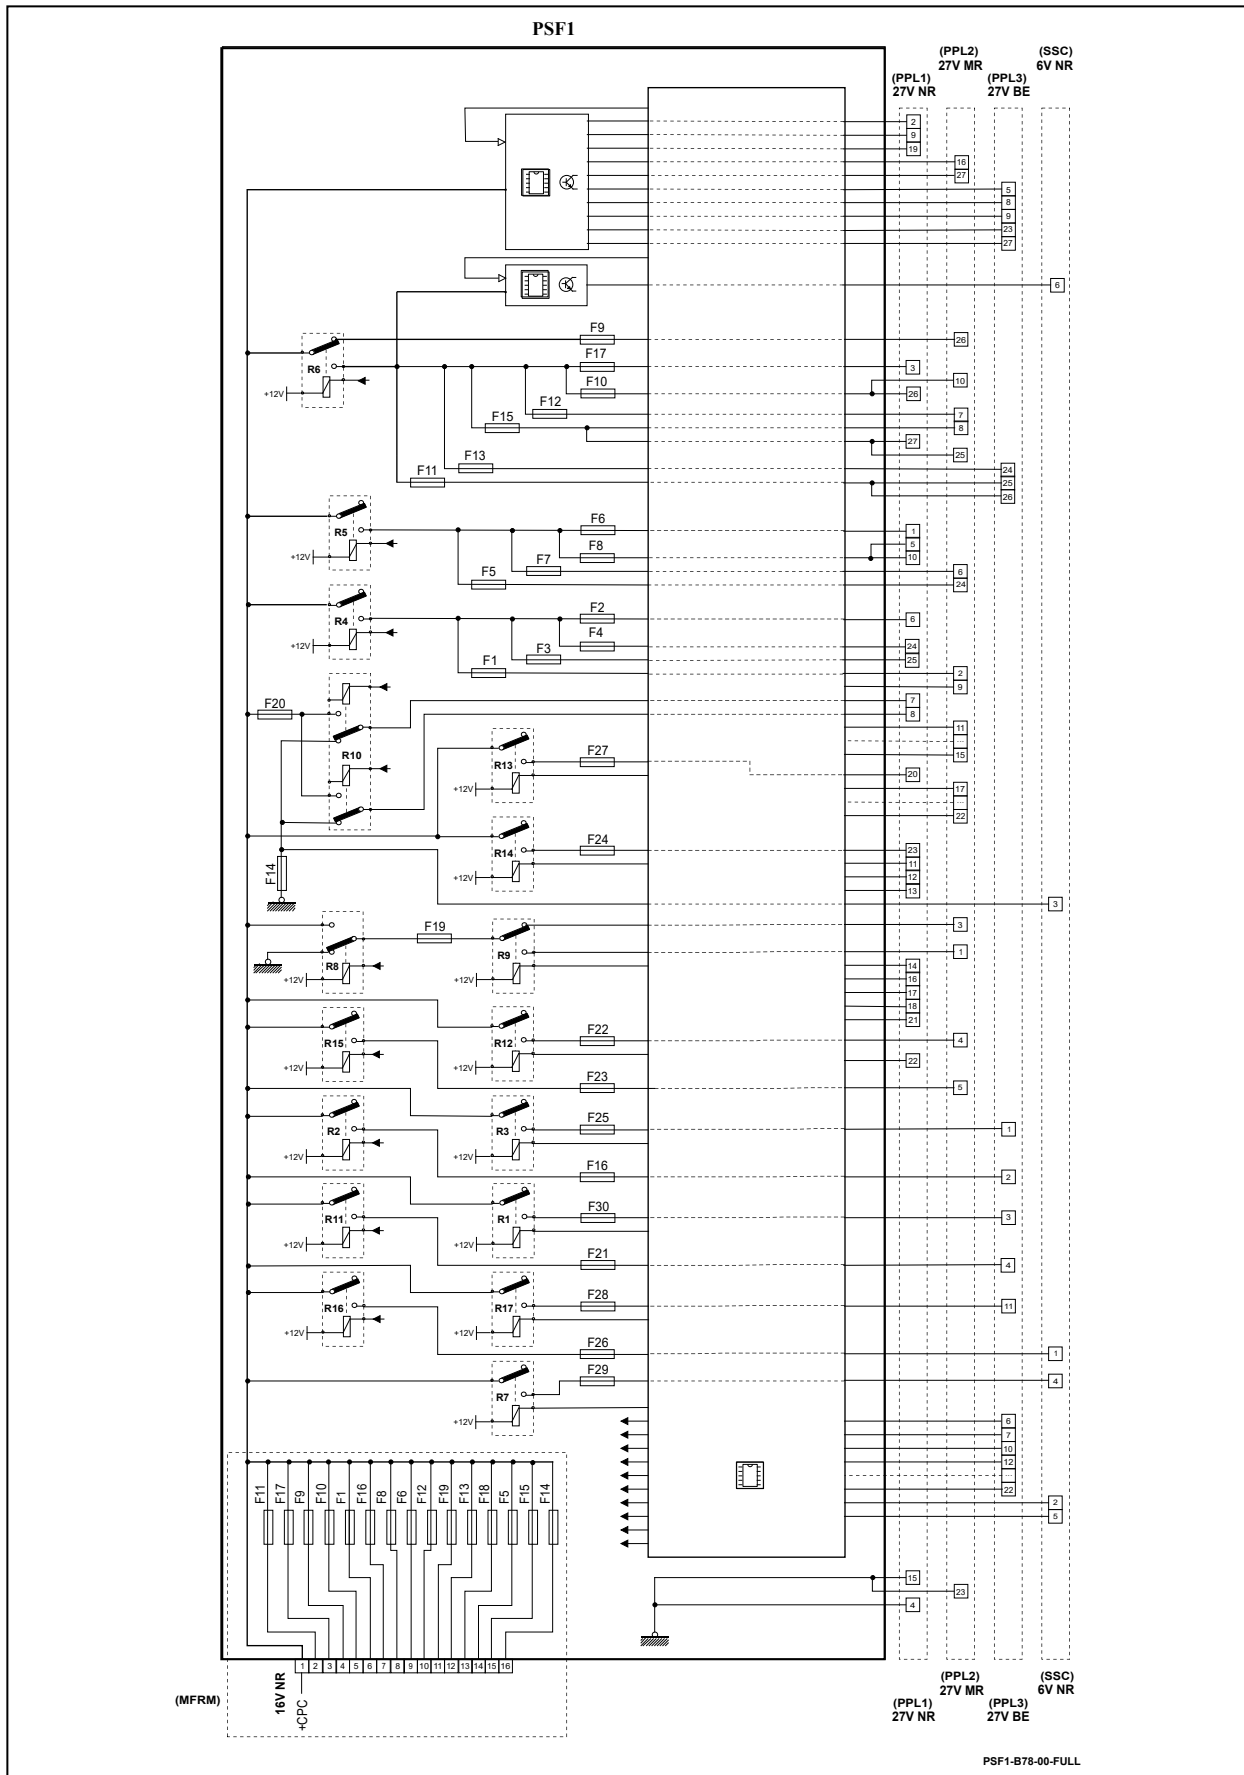 PSF1
(PPL2)
27V MR
(SSC)
6V NR
(PPL1)
27V NR
(PPL3)
27V BE
2
9
19
16
27
5
8
9
23
27
6
F9
26
F17
3
R6
+12V
F10
10
26
F12
7
F15
8
27
25
F13
24
F11
25
26
R5
+12V
F6
1
F8
5
10
F7
6
F5
24
R4
+12V
F2
6
F4
24
F3
25
F1
2
9
F20
7
8
R10
11
...
15
R13
+12V
F27
20
17
...
22
R14
+12V
F24
23
11
12
13
F14
3
R8
+12V
F19
R9
+12V
3
1
14
16
17
18
21
R15
+12V
R12
+12V
F22
4
22
F23
5
R2
+12V
R3
+12V
F25
1
F16
2
R11
+12V
R1
+12V
F30
3
F21
4
R16
+12V
R17
+12V
F28
11
F26
1
R7
+12V
F29
4
6
7
10
12
...
22
2
5
F11
F17
F9
F10
F1
F16
F8
F6
F12
F19
F13
F18
F5
F15
F14
15
23
4
1 2 3 4 5 6 7 8 9 10 11 12 13 14 15 16
(MFRM)
16V NR
+CPC
(PPL2)
27V MR
(SSC)
6V NR
(PPL1)
27V NR
(PPL3)
27V BE
PSF1-B78-00-FULL